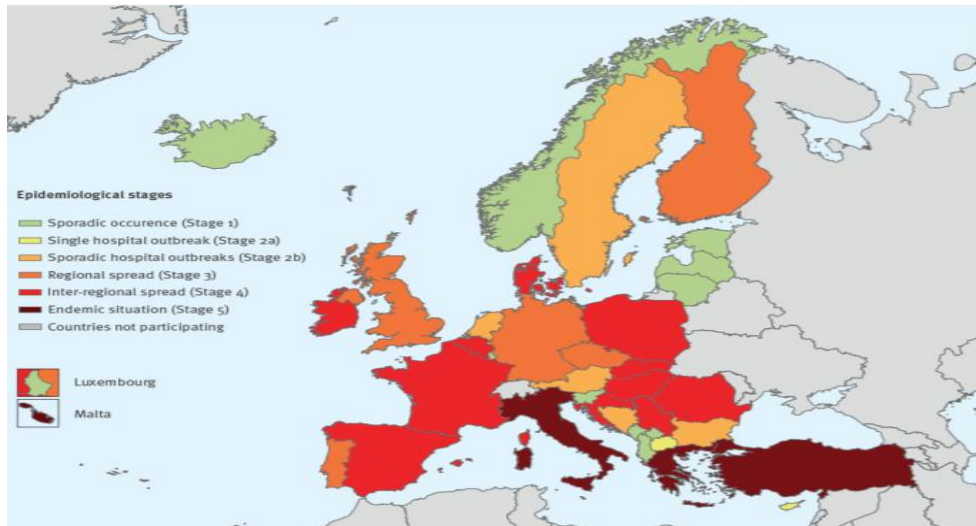 Epidemiological stages
Sporadic occurence (Stage 1)
Single hospital outbreak (Stage 2a)
Sporadic hospital outbreaks (Stage 2b)
Regional spread (Stage 3)
Inter-regional spread (Stage 4)
Endemic situation (Stage 5)
Countries not participating
Luxembourg
Malta